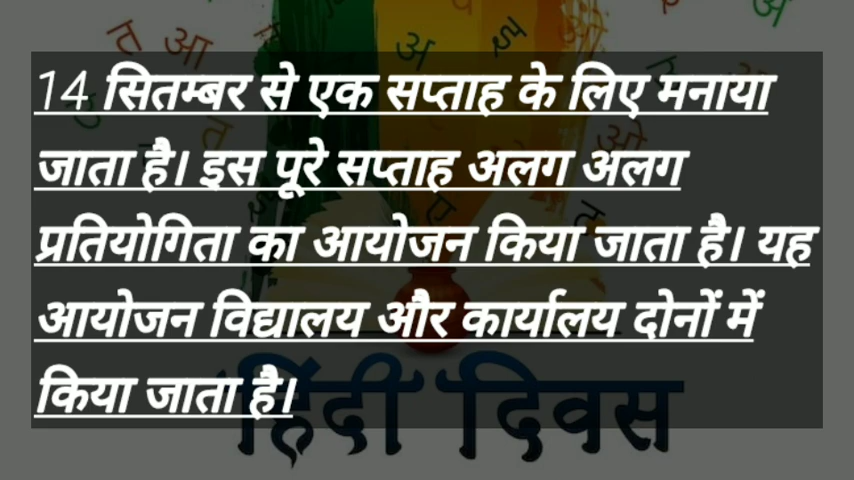 14 सितम्बर से एक सप्ताह के लिए मनाया
जाता है। इस पूरे सप्ताह अलग अलग
प्रतियोगिता का आयोजन किया जाता है। यह
आयोजन विद्यालय और कार्यालय दोनों में
किया जाता है।
हिंदी दिवस